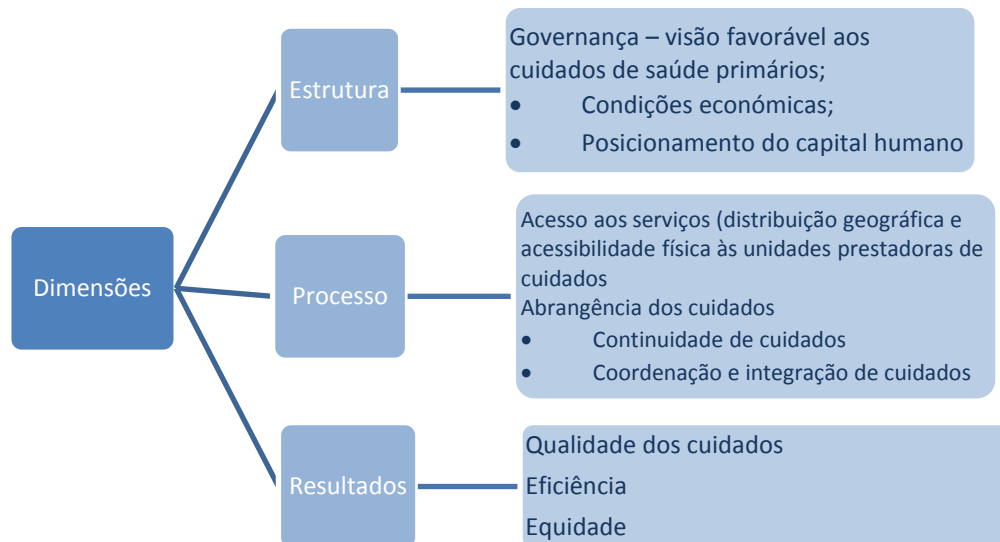 Dimensões
Estrutura
Governança – visão favorável aos
cuidados de saúde primários;
• Condições económicas;
• Posicionamento do capital humano
Processo
Acesso aos serviços (distribuição geográfica e
acessibilidade física às unidades prestadoras de
cuidados
Abrangência dos cuidados
• Continuidade de cuidados
• Coordenação e integração de cuidados
Resultados
Qualidade dos cuidados
Eficiência
Equidade